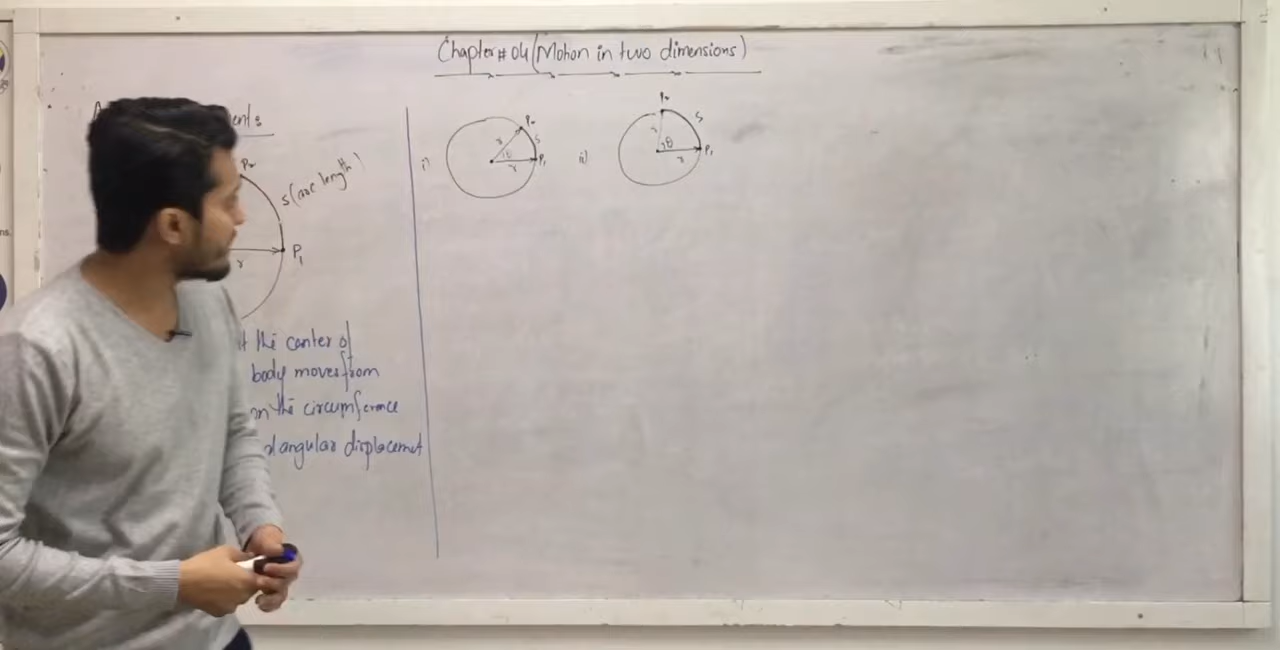 Chapter # 04 (Motion in two dimensions)
P2
s (arc length)
P1
r
the center of
body moves from
on the circumference
angular displacement
i)
P2
r
s
θ
P1
r
ii)
P2
s
r
θ
P1
r